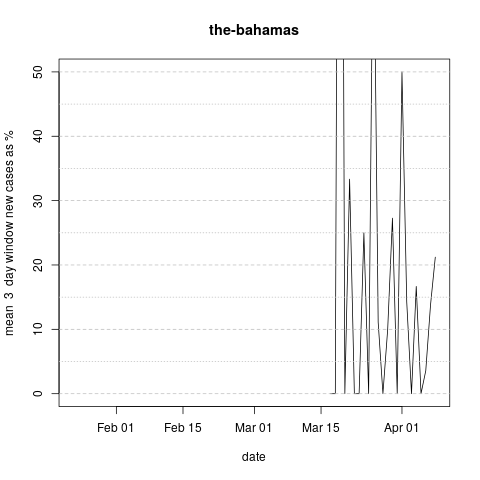 the-bahamas
mean 3 day window new cases as %
50
40
30
20
10
0
Feb 01
Feb 15
Mar 01
Mar 15
Apr 01
date